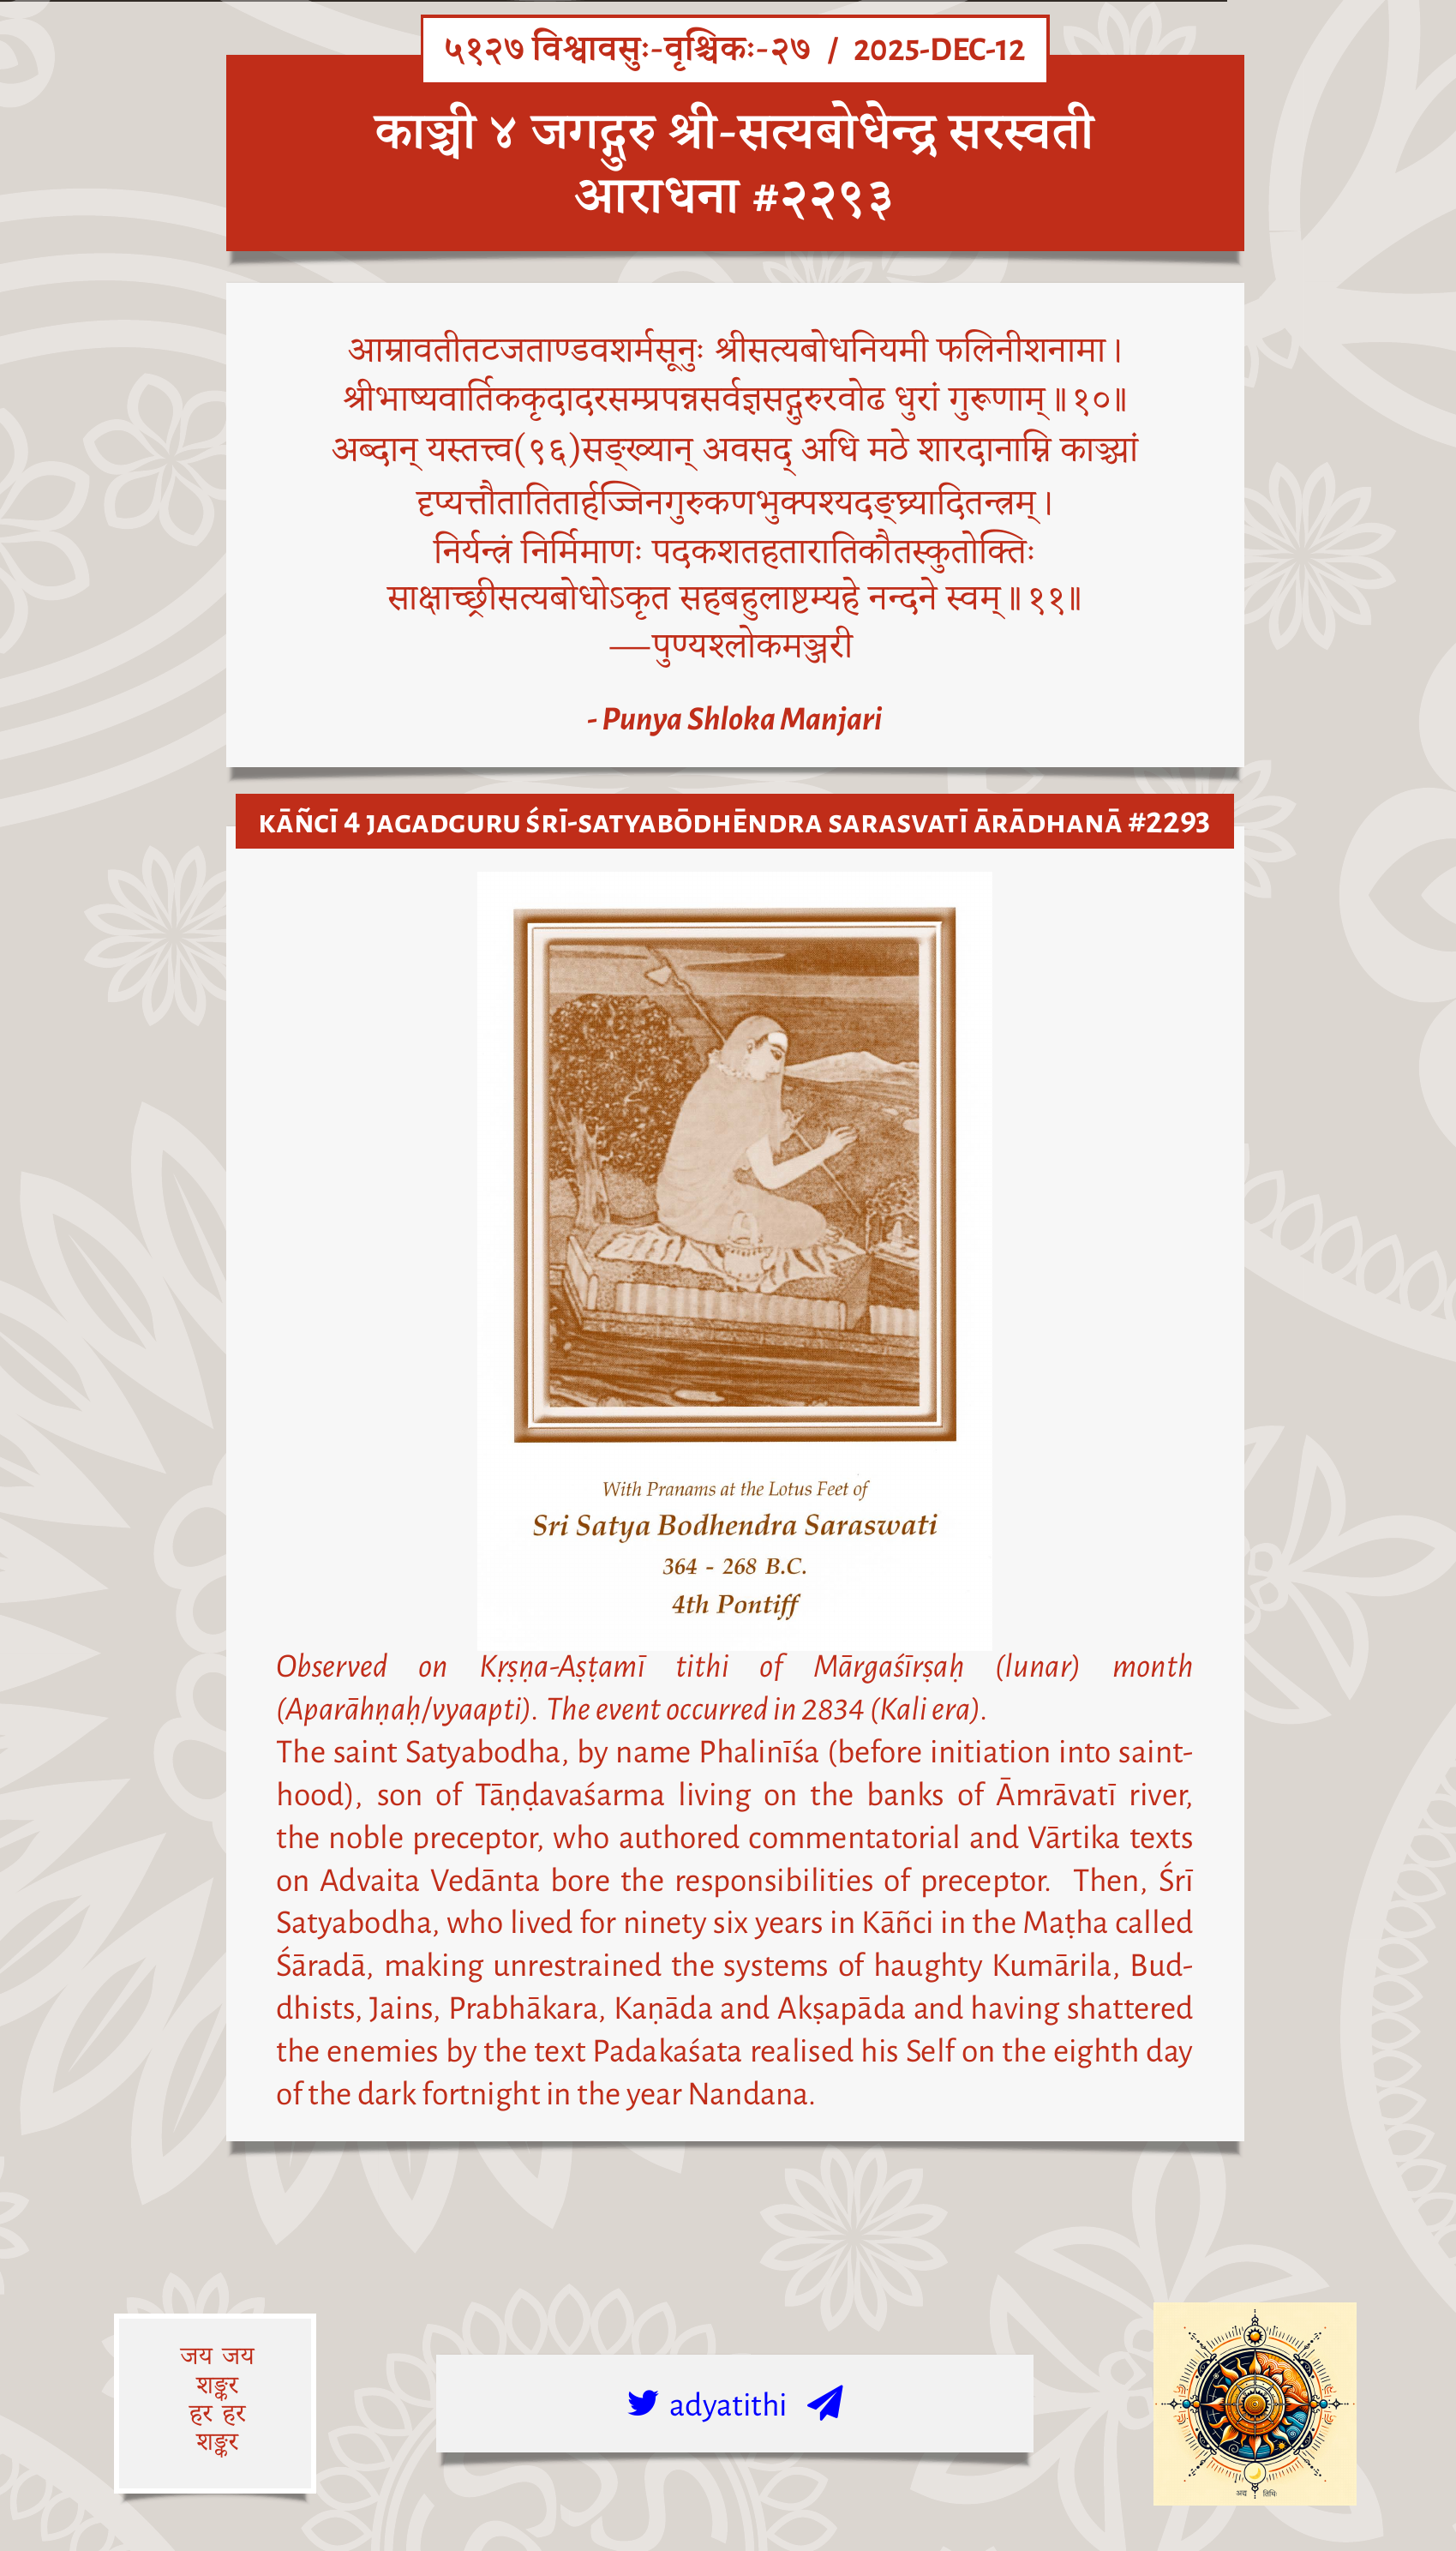 ५१२७ विश्वावसुः-वृश्चिकः-२७ / 2025-DEC-12
काञ्ची ४ जगद्गुरु श्री-सत्यबोधेन्द्र सरस्वती
आराधना #२२९३
आम्रावतीतटजताण्डवशर्मसूनुः श्रीसत्यबोधनियमी फलिनीशनामा।
श्रीभाष्यवार्तिककृदादरसम्प्रपन्नसर्वज्ञसद्गुरुरवोढ धुरां गुरूणाम्॥१०॥
अब्दान् यस्तत्त्व(९६)सङ्ख्यान् अवसद् अधि मठे शारदानाम्नि काञ्च्यां
दृप्यत्तौतातितार्हज्जिनगुरुकणभुक्पश्यदङ्घ्र्यादितन्त्रम्।
निर्यन्त्रं निर्मिमाणः पदकशतहतारातिकौतस्कुतोक्तिः
साक्षाच्छ्रीसत्यबोधोऽकृत सहबहुलाष्टम्यहे नन्दने स्वम्॥११॥
—पुण्यश्लोकमञ्जरी
- Punya Shloka Manjari
KĀÑCĪ 4 JAGADGURU ŚRĪ-SATYABŌDHĒNDRA SARASVATĪ ĀRĀDHANĀ #2293
With Pranams at the Lotus Feet of
Sri Satya Bodhendra Saraswati
364 - 268 B.C.
4th Pontiff
Observed on Kṛṣṇa-Aṣṭamī tithi of Mārgaśīrṣaḥ (lunar) month
(Aparāhṇaḥ/vyaapti). The event occurred in 2834 (Kali era).
The saint Satyabodha, by name Phalinīśa (before initiation into saint-
hood), son of Tāṇḍavaśarma living on the banks of Āmrāvatī river,
the noble preceptor, who authored commentatorial and Vārtika texts
on Advaita Vedānta bore the responsibilities of preceptor. Then, Śrī
Satyabodha, who lived for ninety six years in Kāñci in the Maṭha called
Śāradā, making unrestrained the systems of haughty Kumārila, Bud-
dhists, Jains, Prabhākara, Kaṇāda and Akṣapāda and having shattered
the enemies by the text Padakaśata realised his Self on the eighth day
of the dark fortnight in the year Nandana.
जय जय
शङ्कर
हर हर
शङ्कर
adyatithi
अद्य तिथिः